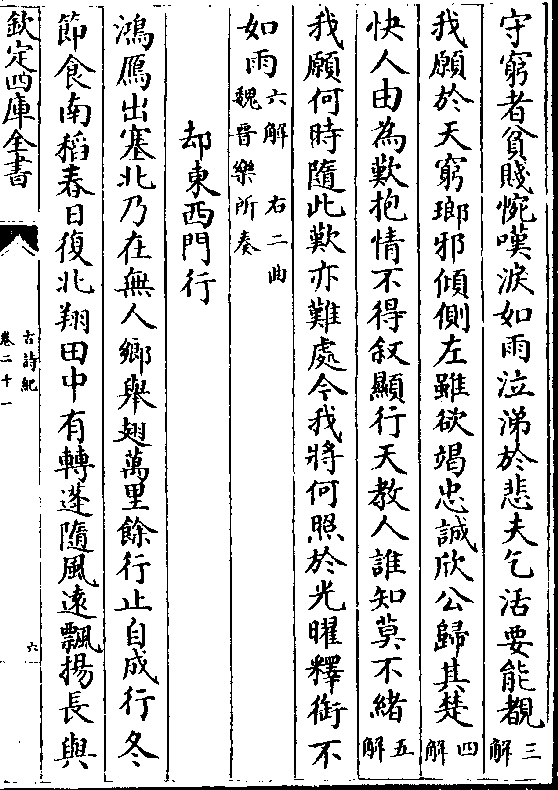 守窮者貧賤惋嘆淚如雨泣涕於悲夫乞活要能覩三解
我願於天窮瑯邪傾側左雖欲竭忠誠欣公歸其楚四解
快人由為歎抱情不得叙顯行天教人誰知莫不緒五解
我願何時隨此歎亦難處今我將何照於光曜釋銜不
如雨六解 右二曲魏晉樂所奏
却東西門行
鴻鴈出塞北乃在無人鄉舉翅萬里餘行止自成行冬
節食南稻春日復北翔田中有轉蓬隨風遠飄揚長與
欽定四庫全書
古詩紀
卷二十一
六